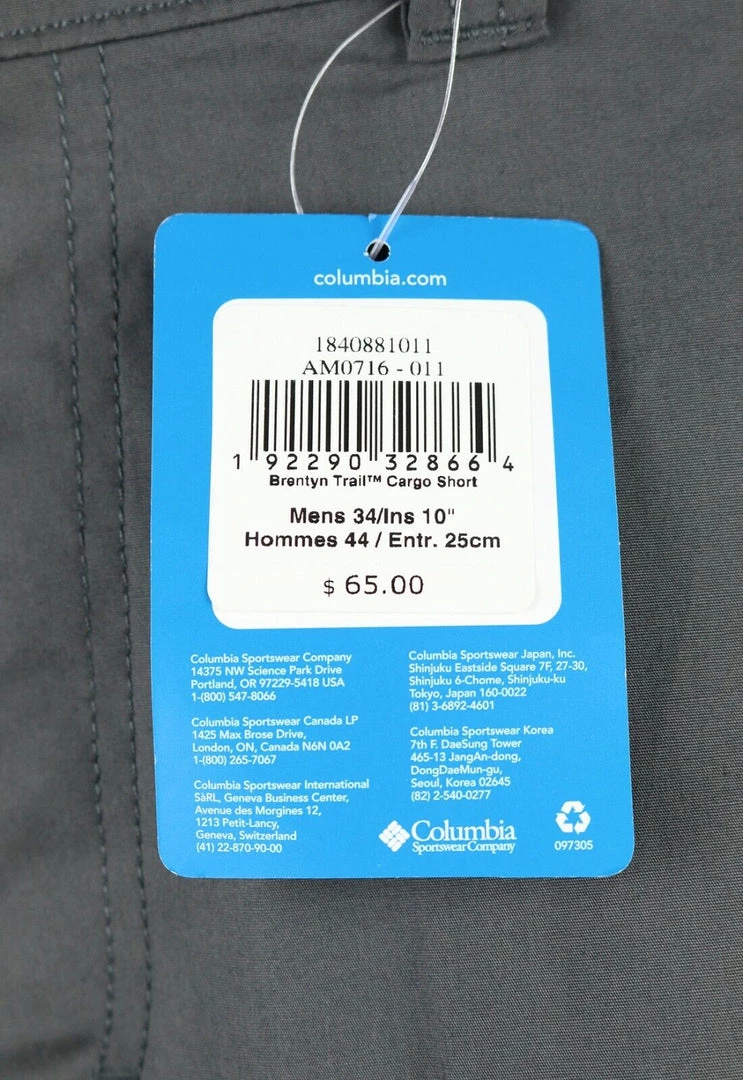 columbia.com
1840881011
AM0716 - 011
1 92290 32866 4
Brentyn Trail™ Cargo Short
Mens 34/Ins 10"
Hommes 44 / Entr. 25cm
$ 65.00
Columbia Sportswear Company
14375 NW Science Park Drive
Portland, OR 97229-5418 USA
1-(800) 547-8066
Columbia Sportswear Canada LP
1425 Max Brose Drive,
London, ON, Canada N6N 0A2
1-(800) 265-7067
Columbia Sportswear International
SàRL, Geneva Business Center,
Avenue des Morgines 12,
1213 Petit-Lancy,
Geneva, Switzerland
(41) 22-870-90-00
Columbia Sportswear Japan, Inc.
Shinjuku Eastside Square 7F, 27-30,
Shinjuku 6-Chome, Shinjuku-ku
Tokyo, Japan 160-0022
(81) 3-6892-4601
Columbia Sportswear Korea
7th F. DaeSung Tower
465-13 JangAn-dong,
DongDaeMun-gu,
Seoul, Korea 02645
(82) 2-540-0277
Columbia
Sportswear Company
097305